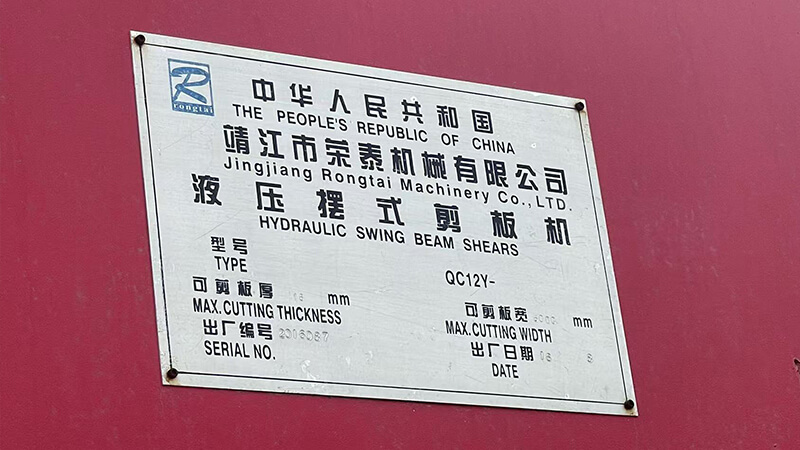 R
rongtai
中华人民共和国
THE PEOPLE'S REPUBLIC OF CHINA
靖江市荣泰机械有限公司
Jingjiang Rongtai Machinery Co.,LTD.
液压摆式剪板机
HYDRAULIC SWING BEAM SHEARS
型号
TYPE
QC12Y-
可剪板厚 mm
MAX.CUTTING THICKNESS
可剪板宽 mm
MAX.CUTTING WIDTH
出厂编号
SERIAL NO.
出厂日期
DATE